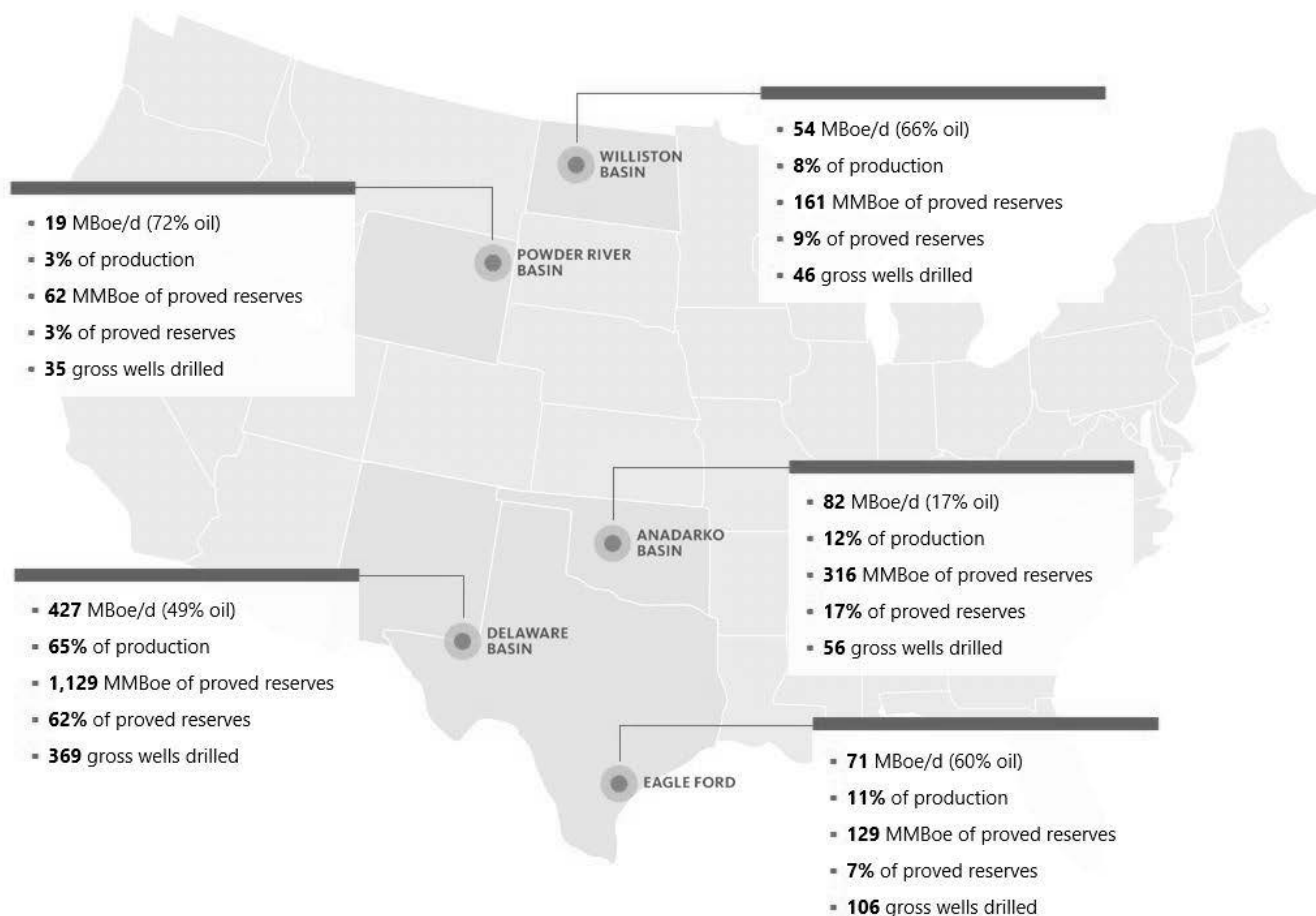 ▪ 54 MBoe/d (66% oil)
▪ 8% of production
▪ 161 MMBoe of proved reserves
▪ 9% of proved reserves
▪ 46 gross wells drilled
WILLISTON
BASIN
▪ 19 MBoe/d (72% oil)
▪ 3% of production
▪ 62 MMBoe of proved reserves
▪ 3% of proved reserves
▪ 35 gross wells drilled
POWDER RIVER
BASIN
▪ 82 MBoe/d (17% oil)
▪ 12% of production
▪ 316 MMBoe of proved reserves
▪ 17% of proved reserves
▪ 56 gross wells drilled
ANADARKO
BASIN
▪ 427 MBoe/d (49% oil)
▪ 65% of production
▪ 1,129 MMBoe of proved reserves
▪ 62% of proved reserves
▪ 369 gross wells drilled
DELAWARE
BASIN
▪ 71 MBoe/d (60% oil)
▪ 11% of production
▪ 129 MMBoe of proved reserves
▪ 7% of proved reserves
▪ 106 gross wells drilled
EAGLE FORD